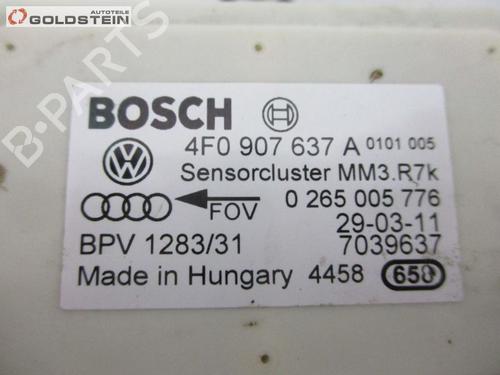 AUTOTEILE
GOLDSTEIN
B-PARTS
BOSCH
4F0 907 637 A 0101 005
Sensorcluster MM3.R7k
FOV 0 265 005 776
29-03-11
BPV 1283/31 7039637
Made in Hungary 4458 650